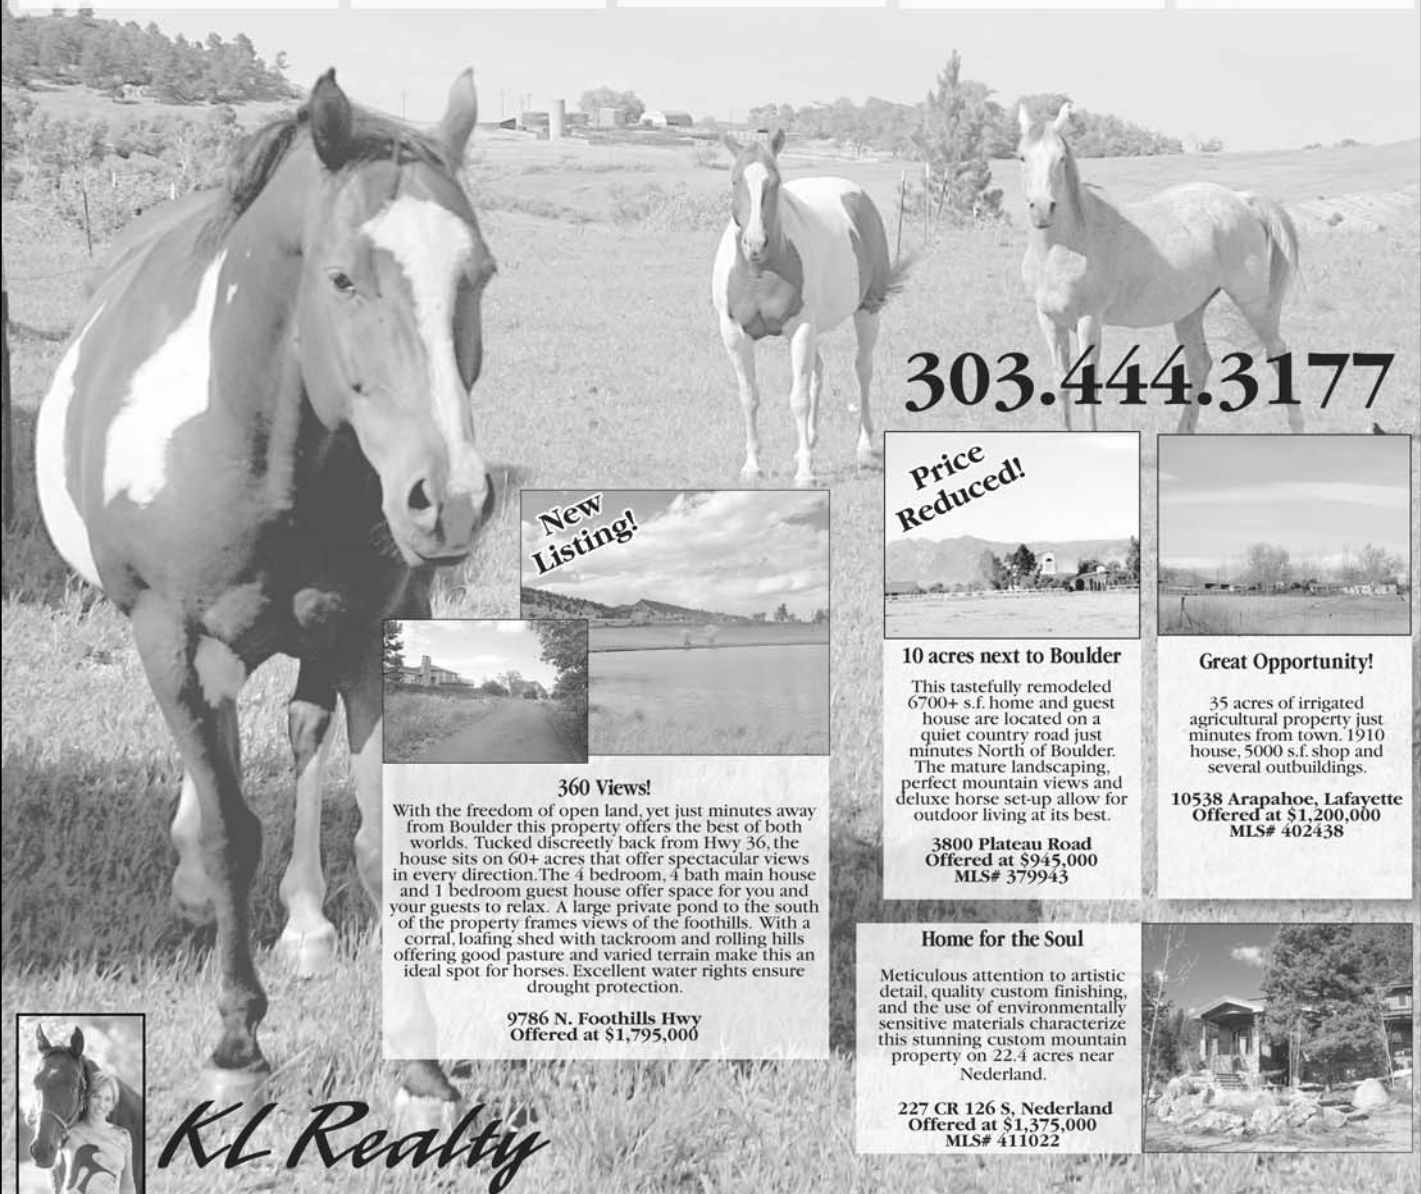 303.444.3177
New
Listing!
360 Views!
With the freedom of open land, yet just minutes away
from Boulder this property offers the best of both
worlds. Tucked discreetly back from Hwy 36, the
house sits on 60+ acres that offer spectacular views
in every direction. The 4 bedroom, 4 bath main house
and 1 bedroom guest house offer space for you and
your guests to relax. A large private pond to the south
of the property frames views of the foothills. With a
corral, loafing shed with tackroom and rolling hills
offering good pasture and varied terrain make this an
ideal spot for horses. Excellent water rights ensure
drought protection.
9786 N. Foothills Hwy
Offered at $1,795,000
Price
Reduced!
10 acres next to Boulder
This tastefully remodeled
6700+ s.f. home and guest
house are located on a
quiet country road just
minutes North of Boulder.
The mature landscaping,
perfect mountain views and
deluxe horse set-up allow for
outdoor living at its best.
3800 Plateau Road
Offered at $945,000
MLS# 379943
Great Opportunity!
35 acres of irrigated
agricultural property just
minutes from town. 1910
house, 5000 s.f. shop and
several outbuildings.
10538 Arapahoe, Lafayette
Offered at $1,200,000
MLS# 402438
Home for the Soul
Meticulous attention to artistic
detail, quality custom finishing,
and the use of environmentally
sensitive materials characterize
this stunning custom mountain
property on 22.4 acres near
Nederland.
227 CR 126 S, Nederland
Offered at $1,375,000
MLS# 411022
KL Realty